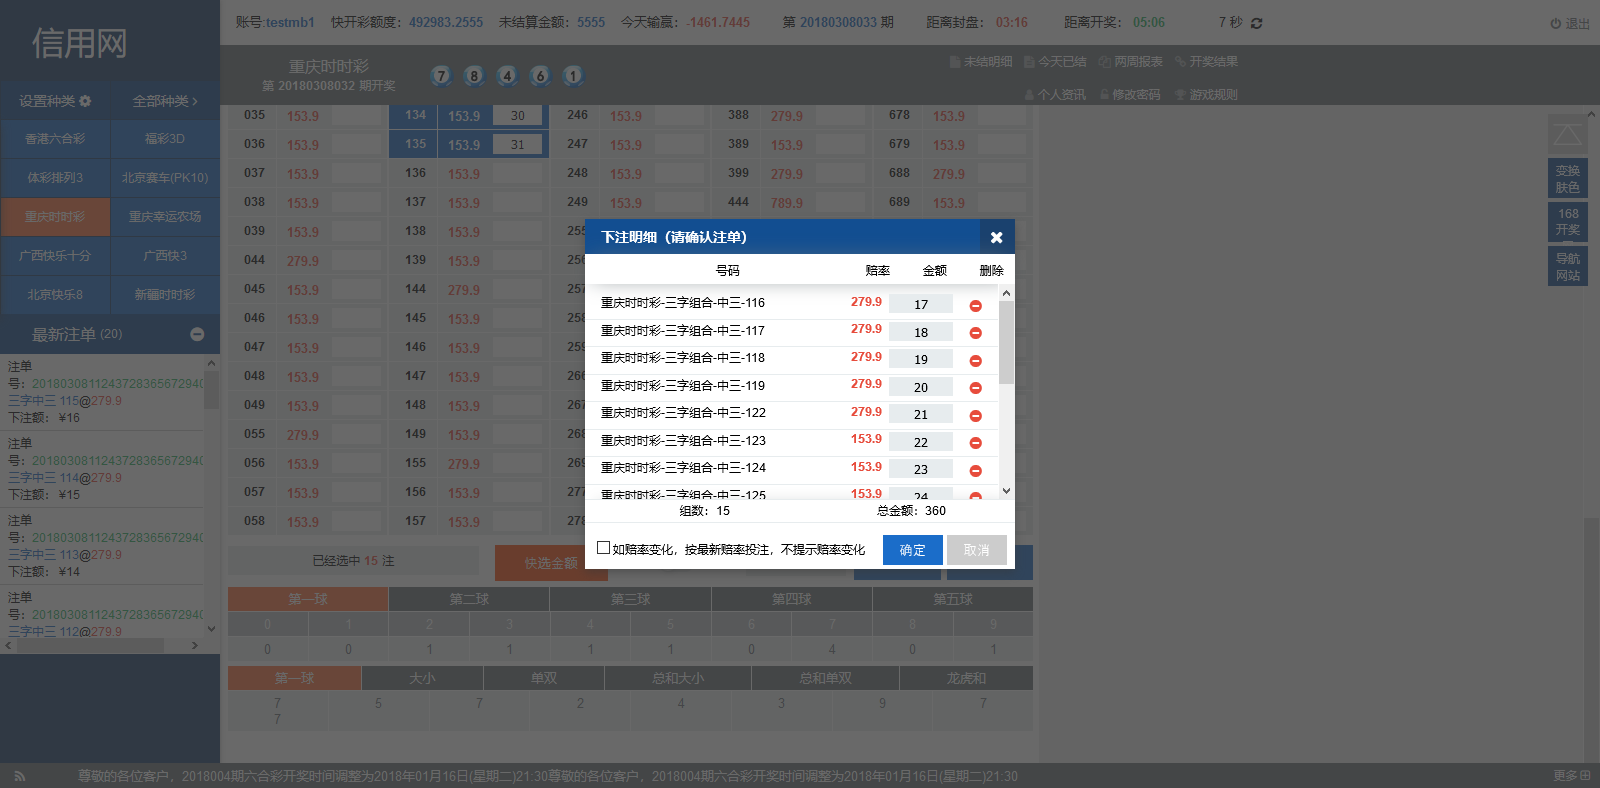 信用网
账号:testmb1 快开彩额度：492983.2555 未结算金额：5555 今天输赢：-1461.7445 第 20180308033 期 距离封盘：03:16 距离开奖：05:06 7 秒 退出
重庆时时彩
第 20180308032 期开奖
7 8 4 6 1
未结明细 今天已结 两周报表 开奖结果
个人资讯 修改密码 游戏规则
设置种类 全部种类
香港六合彩 福彩3D
体彩排列3 北京赛车(PK10)
重庆时时彩 重庆幸运农场
广西快乐十分 广西快3
北京快乐8 新疆时时彩
最新注单 (20)
注单
号：2018030811243728365672940
三字中三 115@279.9
下注额： ¥16
注单
号：2018030811243728365672940
三字中三 114@279.9
下注额： ¥15
注单
号：2018030811243728365672940
三字中三 113@279.9
下注额： ¥14
注单
号：2018030811243728365672940
三字中三 112@279.9
035 153.9 134 153.9 30 246 153.9 388 279.9 678 153.9
036 153.9 135 153.9 31 247 153.9 389 153.9 679 153.9
037 153.9 136 153.9 248 153.9 399 279.9 688 279.9
038 153.9 137 153.9 249 153.9 444 789.9 689 153.9
039 153.9 138 153.9 255
044 279.9 139 153.9 256
045 153.9 144 279.9 257
046 153.9 145 153.9 258
047 153.9 146 153.9 259
048 153.9 147 153.9 266
049 153.9 148 153.9 267
055 279.9 149 153.9 268
056 153.9 155 279.9 269
057 153.9 156 153.9 277
058 153.9 157 153.9 278
下注明细（请确认注单）
号码 赔率 金额 删除
重庆时时彩-三字组合-中三-116 279.9 17
重庆时时彩-三字组合-中三-117 279.9 18
重庆时时彩-三字组合-中三-118 279.9 19
重庆时时彩-三字组合-中三-119 279.9 20
重庆时时彩-三字组合-中三-122 279.9 21
重庆时时彩-三字组合-中三-123 153.9 22
重庆时时彩-三字组合-中三-124 153.9 23
重庆时时彩-三字组合-中三-125 153.9 24
组数：15 总金额：360
如赔率变化，按最新赔率投注，不提示赔率变化 确定 取消
已经选中 15 注 快选金额
第一球 第二球 第三球 第四球 第五球
0 1 2 3 4 5 6 7 8 9
0 0 1 1 1 1 0 4 0 1
第一球 大小 单双 总和大小 总和单双 龙虎和
7 5 7 2 4 3 9 7
7
变换
肤色
168
开奖
导航
网站
尊敬的各位客户，2018004期六合彩开奖时间调整为2018年01月16日(星期二)21:30尊敬的各位客户，2018004期六合彩开奖时间调整为2018年01月16日(星期二)21:30 更多